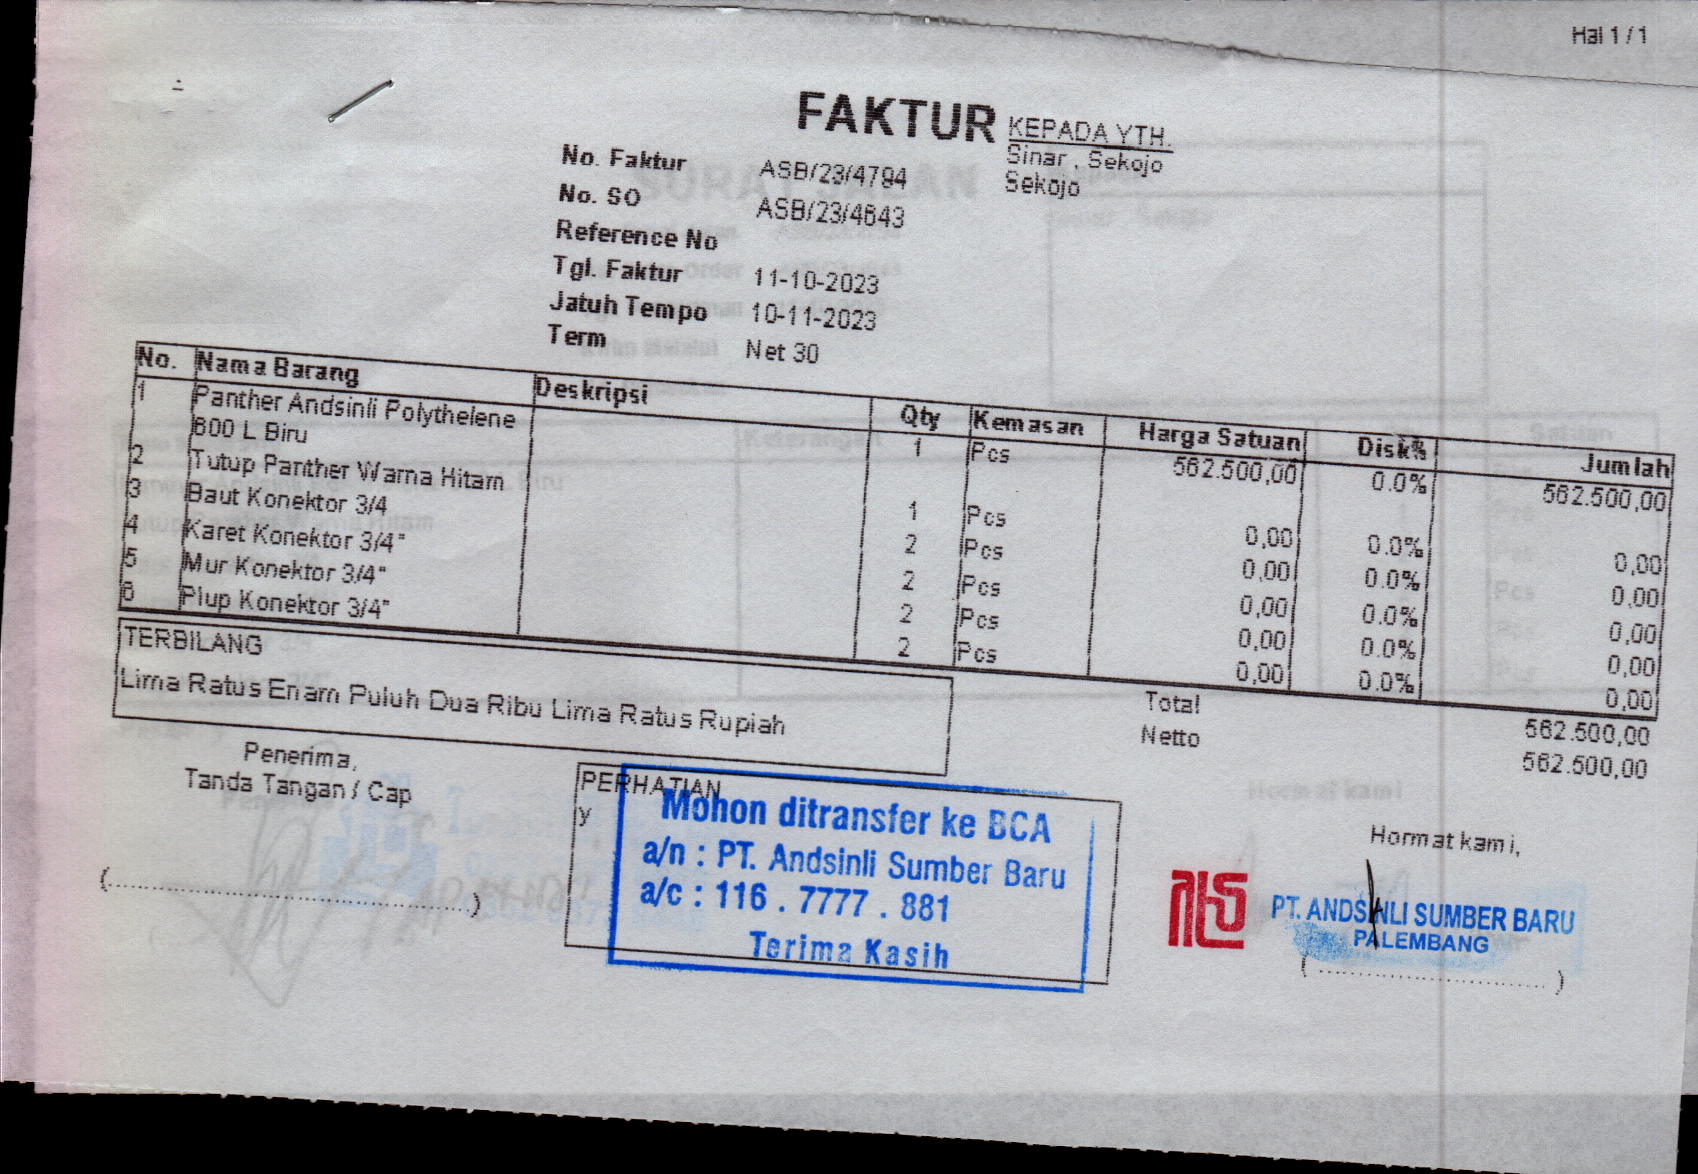 Hal 1 / 1
FAKTUR
KEPADA YTH.
Sinar , Sekojo
Sekojo
No. Faktur ASB/23/4794
No. SO ASB/23/4643
Reference No
Tgl. Faktur 11-10-2023
Jatuh Tempo 10-11-2023
Term Net 30
No. Nama Barang Deskripsi Qty Kemasan Harga Satuan Disk% Jumlah
1 Panther Andsinli Polythelene 600 L Biru 1 Pcs 562.500,00 0.0% 562.500,00
2 Tutup Panther Warna Hitam 1 Pcs 0,00 0.0% 0,00
3 Baut Konektor 3/4 2 Pcs 0,00 0.0% 0,00
4 Karet Konektor 3/4" 2 Pcs 0,00 0.0% 0,00
5 Mur Konektor 3/4" 2 Pcs 0,00 0.0% 0,00
6 Plup Konektor 3/4" 2 Pcs 0,00 0.0% 0,00
TERBILANG
Lima Ratus Enam Puluh Dua Ribu Lima Ratus Rupiah
Total 562.500,00
Netto 562.500,00
Penerima,
Tanda Tangan / Cap
PERHATIAN
y
Mohon ditransfer ke BCA
a/n : PT. Andsinli Sumber Baru
a/c : 116 . 7777 . 881
Terima Kasih
Hormat kami,
PT. ANDSINLI SUMBER BARU
PALEMBANG